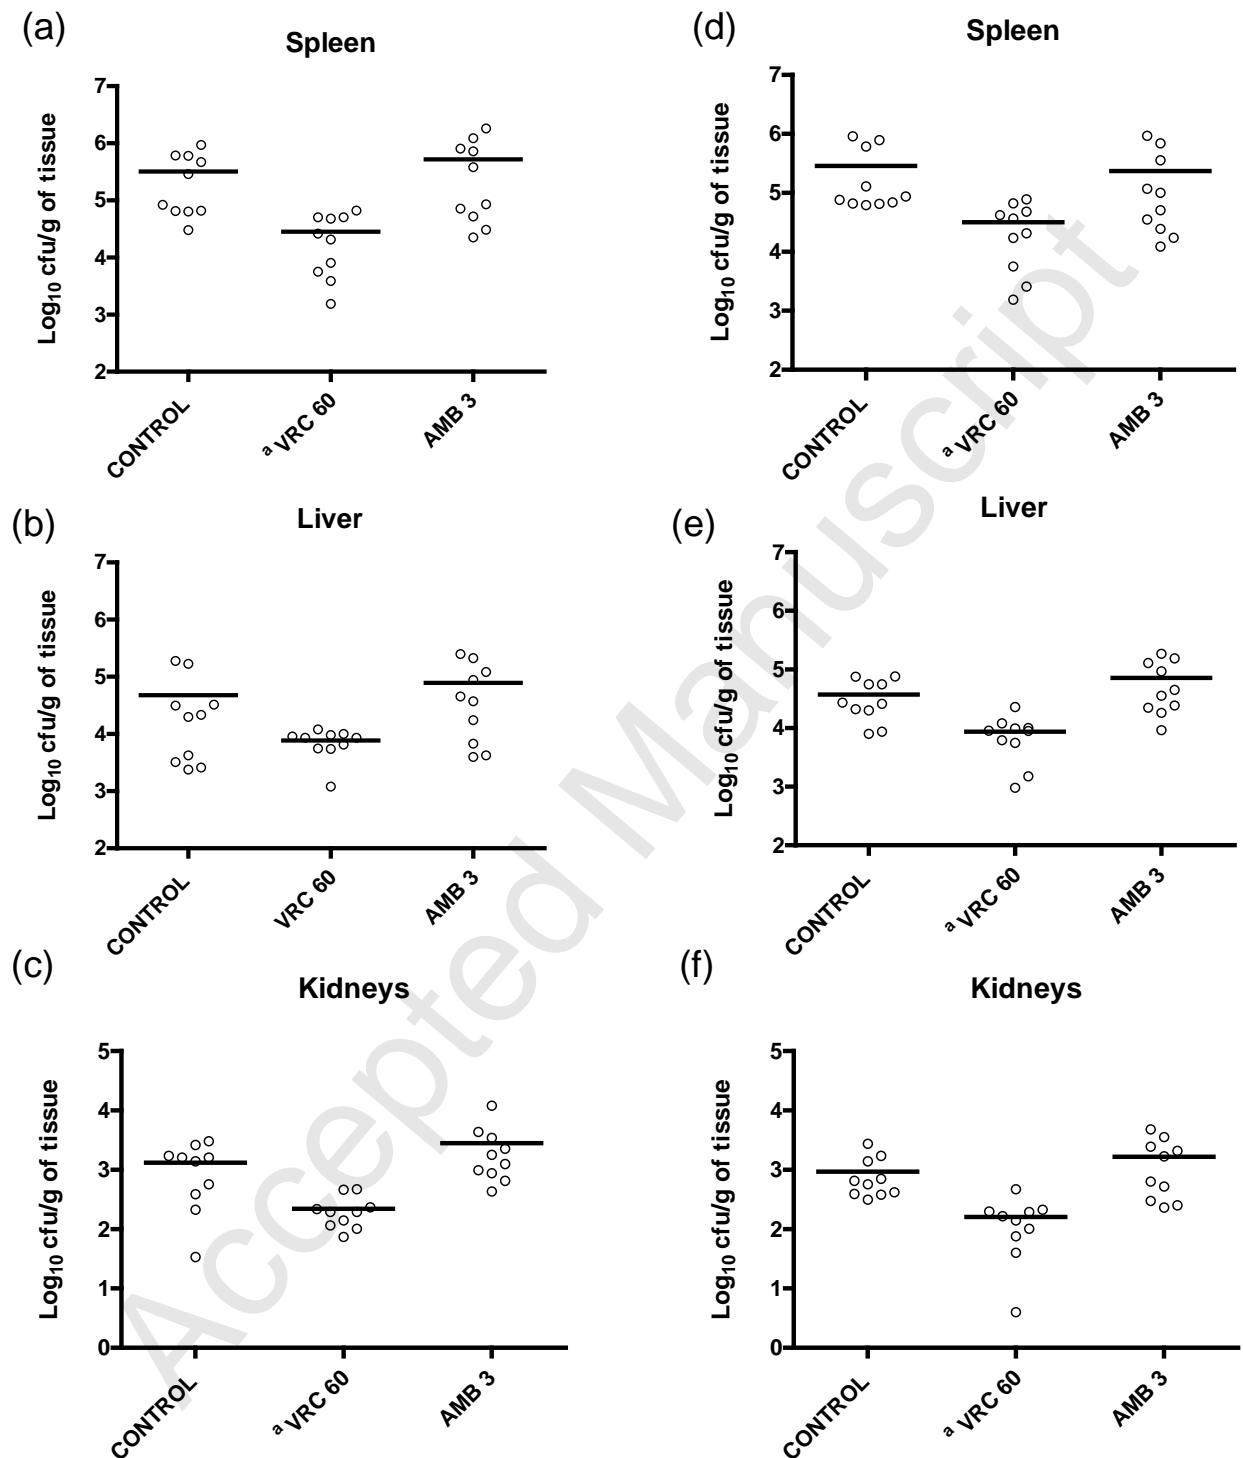 (a)
Spleen
Log10 cfu/g of tissue
7
6
5
4
3
2
CONTROL
a VRC 60
AMB 3
(d)
Spleen
Log10 cfu/g of tissue
7
6
5
4
3
2
CONTROL
a VRC 60
AMB 3
(b)
Liver
Log10 cfu/g of tissue
7
6
5
4
3
2
CONTROL
VRC 60
AMB 3
(e)
Liver
Log10 cfu/g of tissue
7
6
5
4
3
2
CONTROL
a VRC 60
AMB 3
(c)
Kidneys
Log10 cfu/g of tissue
5
4
3
2
1
0
CONTROL
a VRC 60
AMB 3
(f)
Kidneys
Log10 cfu/g of tissue
5
4
3
2
1
0
CONTROL
a VRC 60
AMB 3
Accepted Manuscript